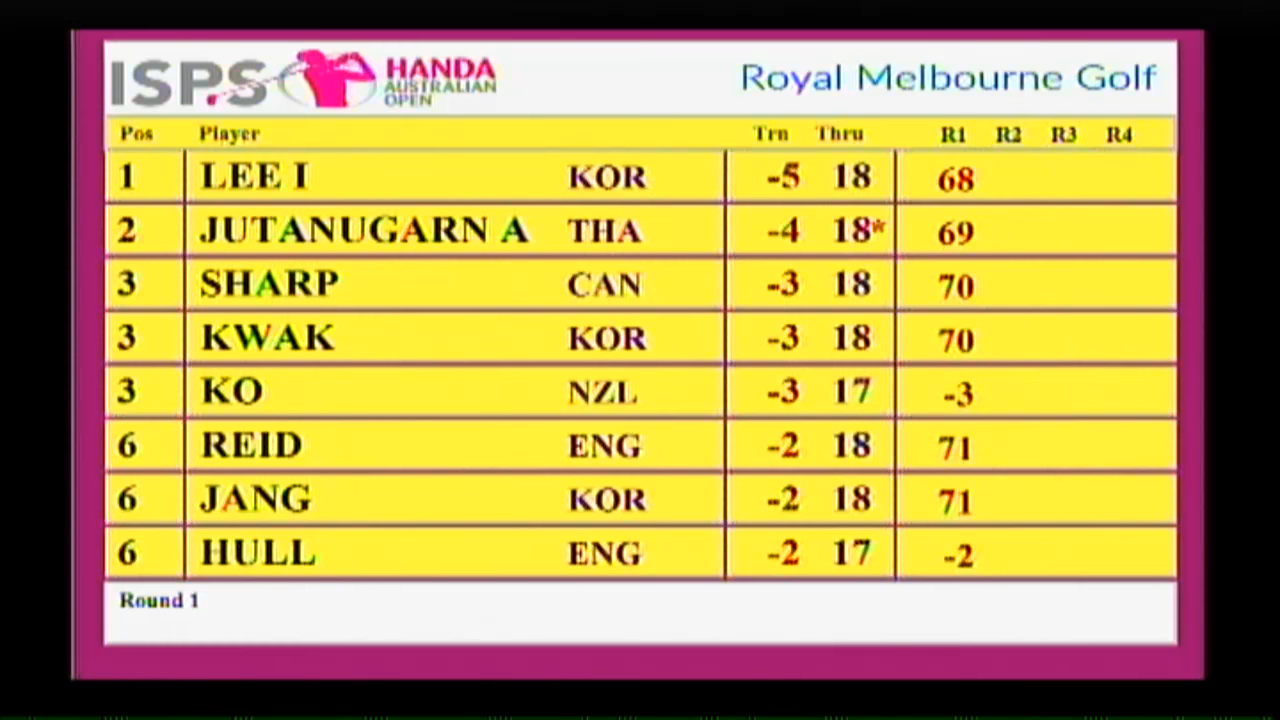 ISPS HANDA AUSTRALIAN OPEN Royal Melbourne Golf
Pos Player Trn Thru R1 R2 R3 R4
1 LEE I KOR -5 18 68
2 JUTANUGARN A THA -4 18* 69
3 SHARP CAN -3 18 70
3 KWAK KOR -3 18 70
3 KO NZL -3 17 -3
6 REID ENG -2 18 71
6 JANG KOR -2 18 71
6 HULL ENG -2 17 -2
Round 1